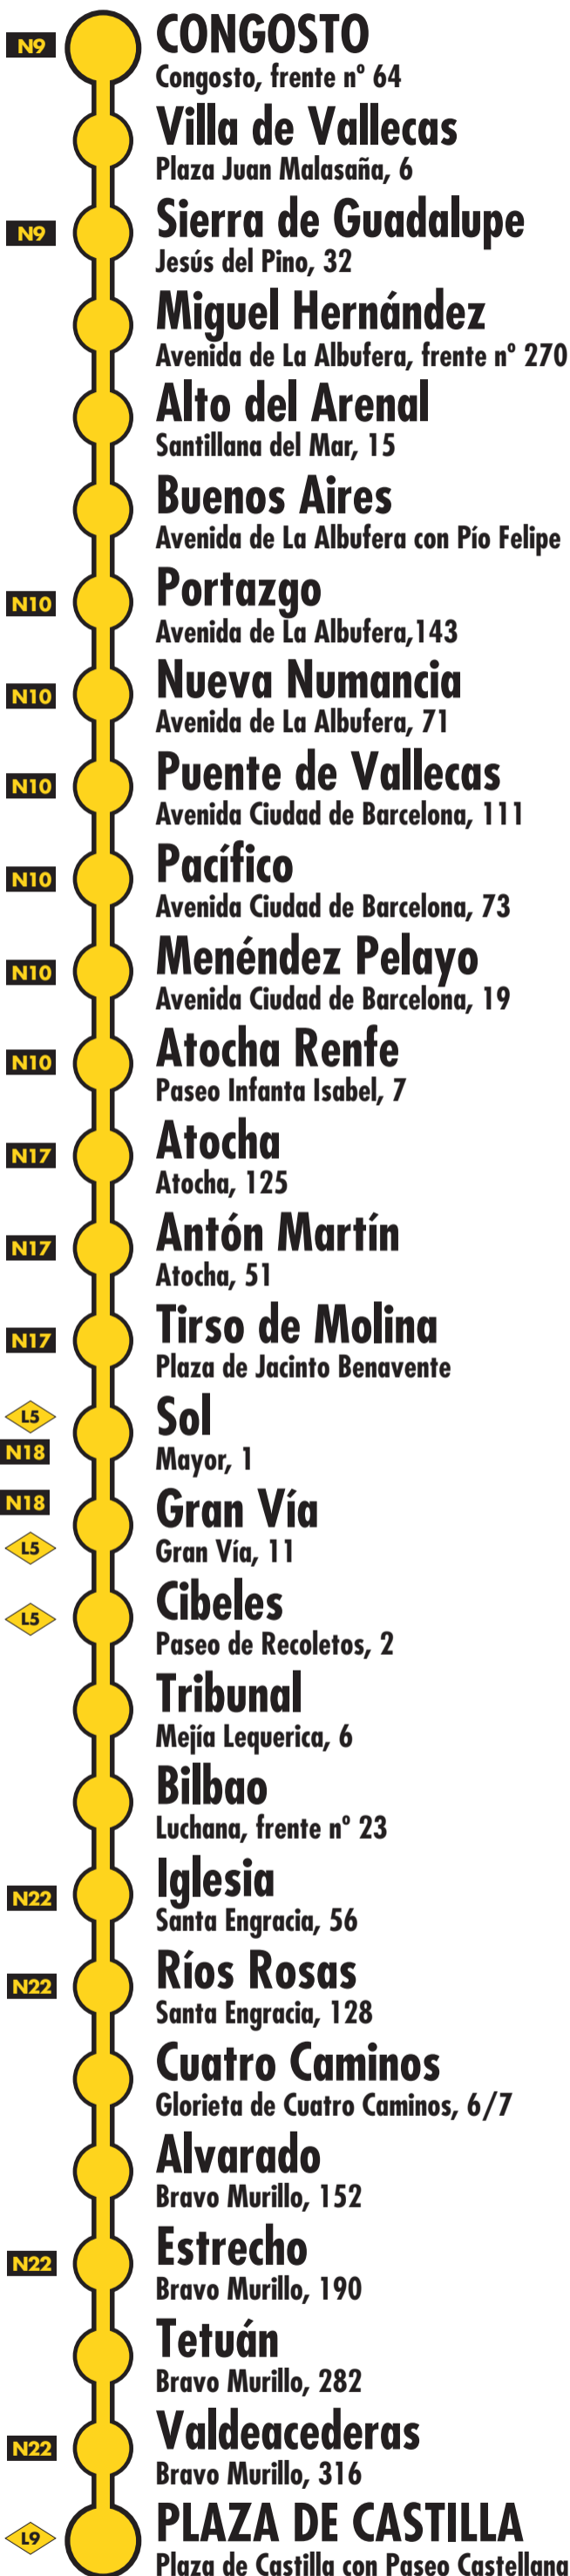 N9
CONGOSTO
Congosto, frente nº 64
Villa de Vallecas
Plaza Juan Malasaña, 6
N9
Sierra de Guadalupe
Jesús del Pino, 32
Miguel Hernández
Avenida de La Albufera, frente nº 270
Alto del Arenal
Santillana del Mar, 15
Buenos Aires
Avenida de La Albufera con Pío Felipe
N10
Portazgo
Avenida de La Albufera,143
N10
Nueva Numancia
Avenida de La Albufera, 71
N10
Puente de Vallecas
Avenida Ciudad de Barcelona, 111
N10
Pacífico
Avenida Ciudad de Barcelona, 73
N10
Menéndez Pelayo
Avenida Ciudad de Barcelona, 19
N10
Atocha Renfe
Paseo Infanta Isabel, 7
N17
Atocha
Atocha, 125
N17
Antón Martín
Atocha, 51
N17
Tirso de Molina
Plaza de Jacinto Benavente
L5
N18
Sol
Mayor, 1
N18
L5
Gran Vía
Gran Vía, 11
L5
Cibeles
Paseo de Recoletos, 2
Tribunal
Mejía Lequerica, 6
Bilbao
Luchana, frente nº 23
N22
Iglesia
Santa Engracia, 56
N22
Ríos Rosas
Santa Engracia, 128
Cuatro Caminos
Glorieta de Cuatro Caminos, 6/7
Alvarado
Bravo Murillo, 152
N22
Estrecho
Bravo Murillo, 190
Tetuán
Bravo Murillo, 282
N22
Valdeacederas
Bravo Murillo, 316
L9
PLAZA DE CASTILLA
Plaza de Castilla con Paseo Castellana